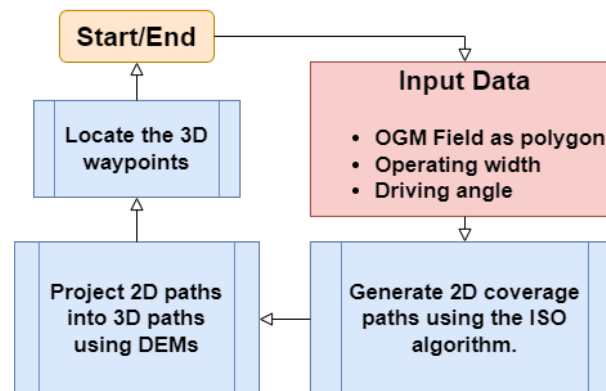 Start/End
Input Data
• OGM Field as polygon
• Operating width
• Driving angle
Locate the 3D
waypoints
Project 2D paths
into 3D paths
using DEMs
Generate 2D coverage
paths using the ISO
algorithm.